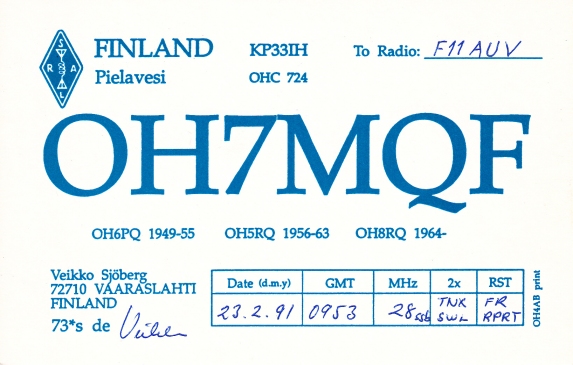 S
R A
L
FINLAND KP33IH To Radio: F11AUV
Pielavesi OHC 724
OH7MQF
OH6PQ 1949-55 OH5RQ 1956-63 OH8RQ 1964-
Veikko Sjöberg
72710 VAARASLAHTI
FINLAND
73*s de Veikko
Date (d.m.y) GMT MHz 2x RST
23.2.91 0953 28 ssb TNX SWL FR RPRT
OH4AB print